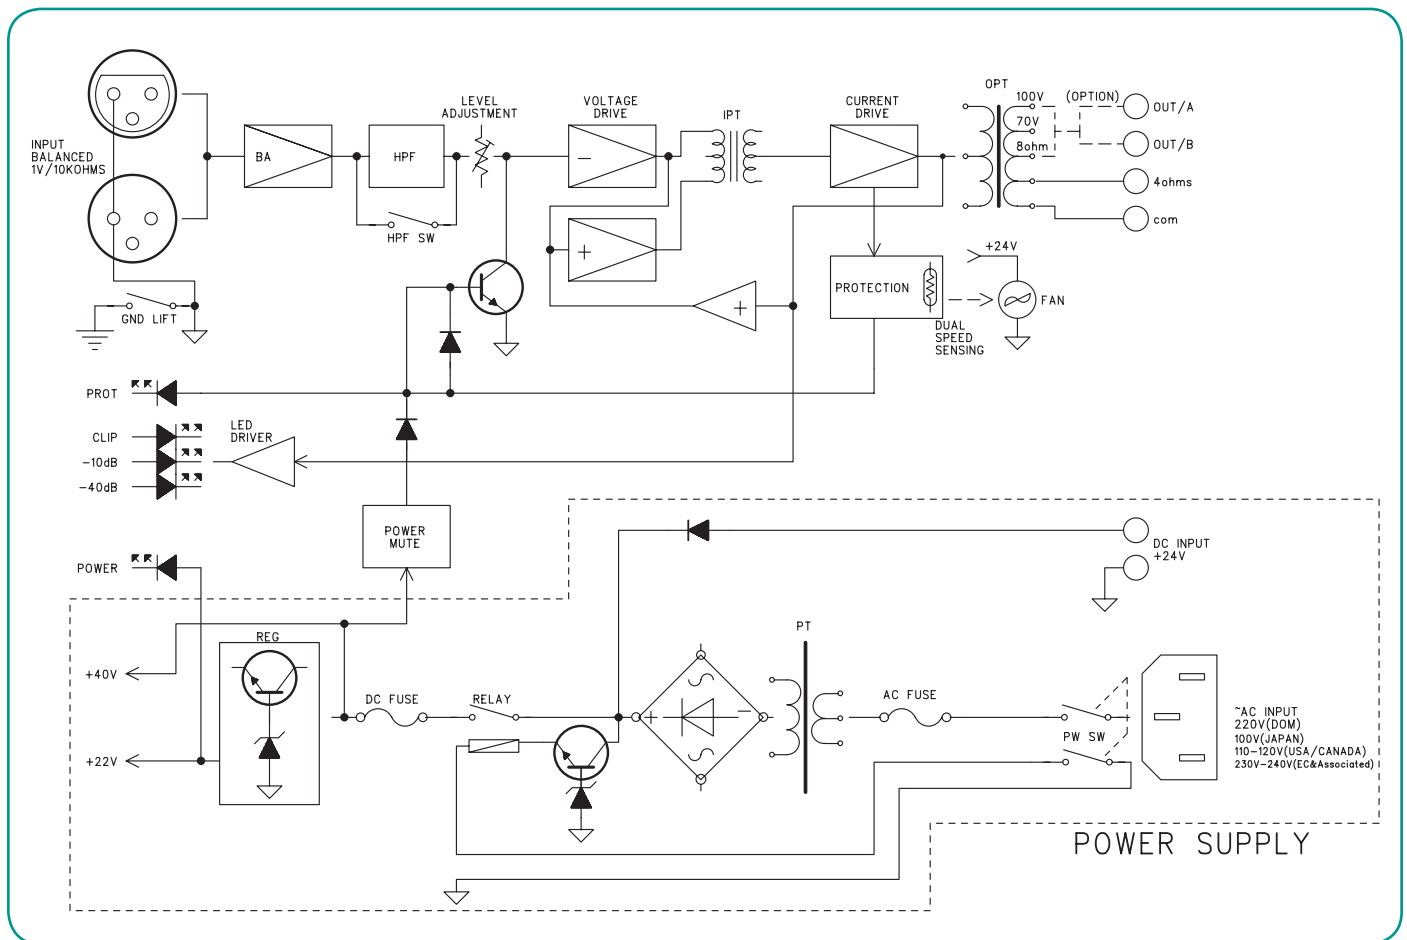 INPUT
BALANCED
1V/10KOHMS
BA
HPF
HPF SW
LEVEL
ADJUSTMENT
VOLTAGE
DRIVE
−
+
IPT
CURRENT
DRIVE
OPT
100V
(OPTION)
70V
8ohm
OUT/A
OUT/B
4ohms
com
GND LIFT
+
PROTECTION
+24V
FAN
DUAL
SPEED
SENSING
PROT
CLIP
-10dB
-40dB
LED
DRIVER
POWER
MUTE
POWER
DC INPUT
+24V
REG
+40V
+22V
DC FUSE
RELAY
+
−
PT
AC FUSE
PW SW
~AC INPUT
220V(DOM)
100V(JAPAN)
110-120V(USA/CANADA)
230V-240V(EC&Associated)
POWER SUPPLY